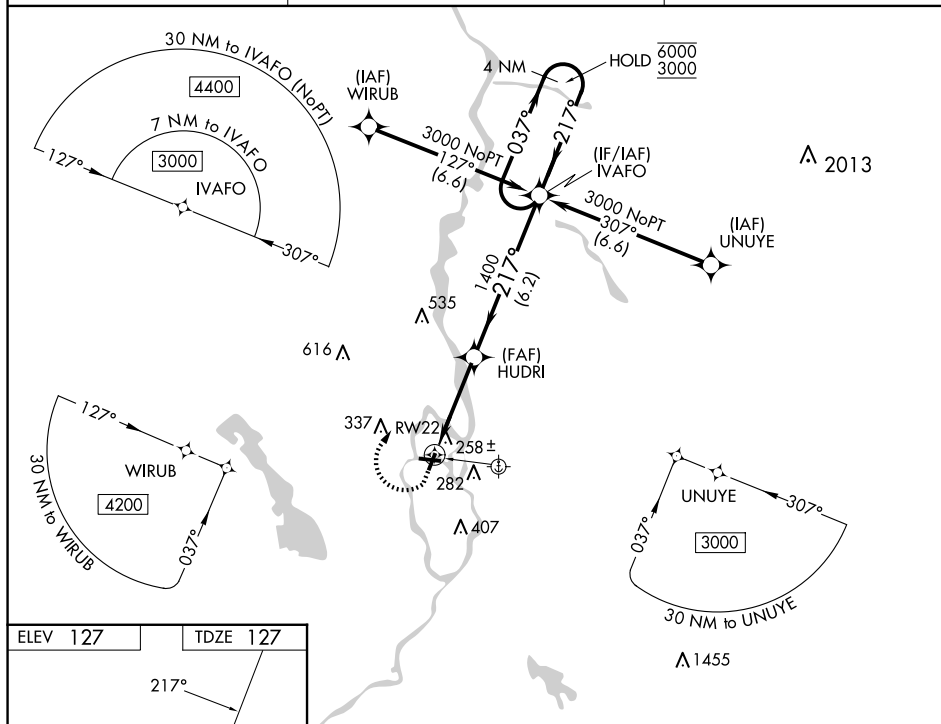 30 NM to IVAFO (NoPT)
4400
7 NM to IVAFO
3000
127°
IVAFO
307°
(IAF)
WIRUB
3000 NoPT
127°
(6.6)
4 NM
HOLD 6000
3000
037°
217°
(IF/IAF)
IVAFO
2013
3000 NoPT
307°
(6.6)
(IAF)
UNUYE
1400
217°
(6.2)
535
616
(FAF)
HUDRI
337
RW22
258 ±
282
407
127°
WIRUB
4200
037°
30 NM to WIRUB
UNUYE
307°
037°
3000
30 NM to UNUYE
1455
ELEV 127
TDZE 127
217°